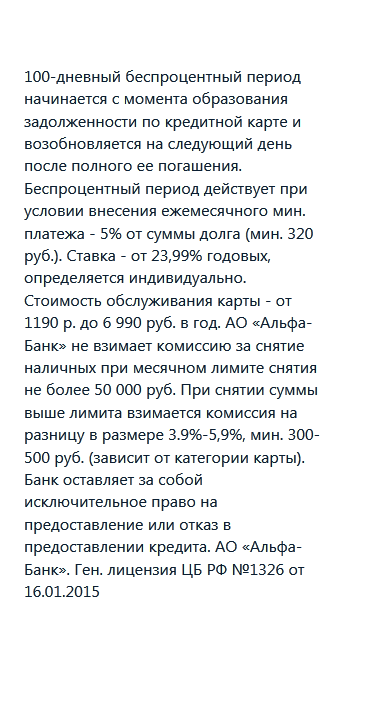 100-дневный беспроцентный период
начинается с момента образования
задолженности по кредитной карте и
возобновляется на следующий день
после полного ее погашения.
Беспроцентный период действует при
условии внесения ежемесячного мин.
платежа - 5% от суммы долга (мин. 320
руб.). Ставка - от 23,99% годовых,
определяется индивидуально.
Стоимость обслуживания карты - от
1190 р. до 6 990 руб. в год. АО «Альфа-
Банк» не взимает комиссию за снятие
наличных при месячном лимите снятия
не более 50 000 руб. При снятии суммы
выше лимита взимается комиссия на
разницу в размере 3.9%-5,9%, мин. 300-
500 руб. (зависит от категории карты).
Банк оставляет за собой
исключительное право на
предоставление или отказ в
предоставлении кредита. АО «Альфа-
Банк». Ген. лицензия ЦБ РФ №1326 от
16.01.2015